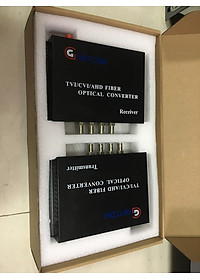 TVI/CVI/AHD FIBER
OPTICAL CONVERTER
Receiver
TVI/CVI/AHD FIBER
OPTICAL CONVERTER
Transmitter